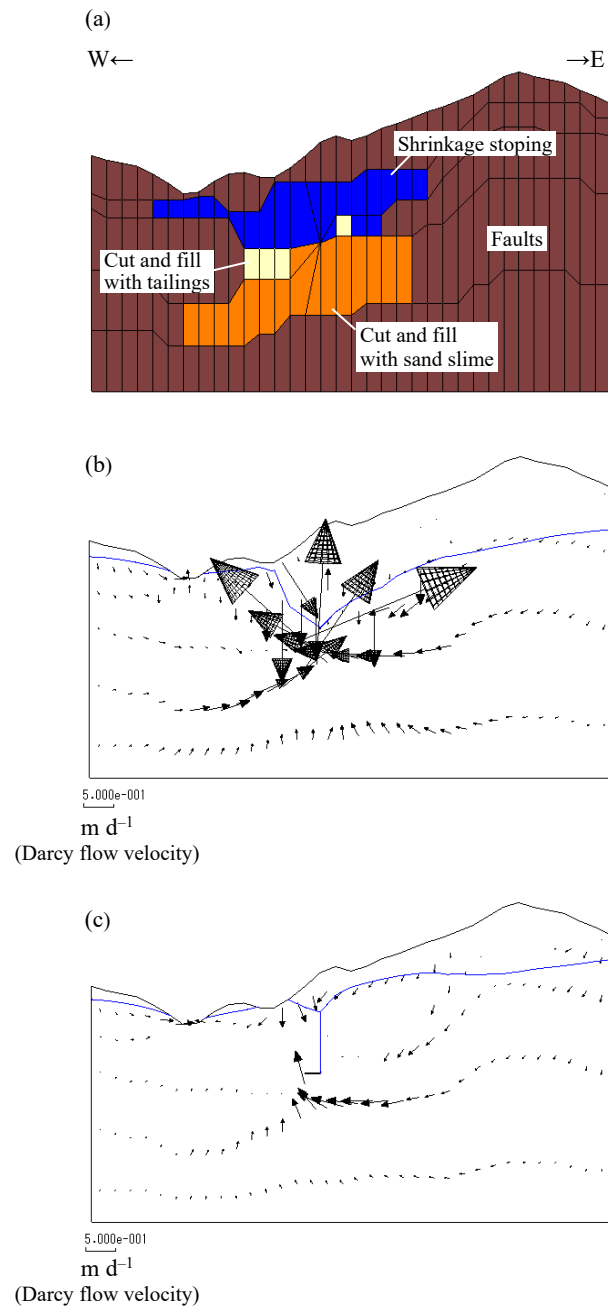 (a)
W←
→E
Shrinkage stoping
Cut and fill
with tailings
Faults
Cut and fill
with sand slime
(b)
5.000e-001
m d⁻¹
(Darcy flow velocity)
(c)
5.000e-001
m d⁻¹
(Darcy flow velocity)